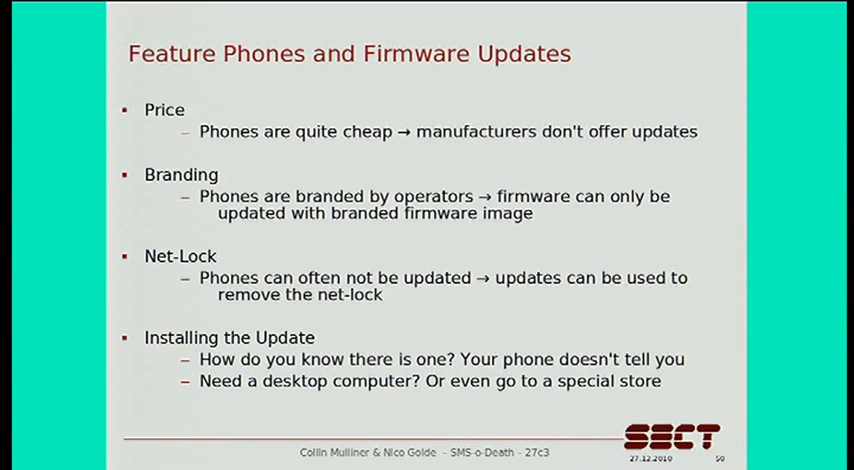 Feature Phones and Firmware Updates
Price
– Phones are quite cheap → manufacturers don't offer updates
Branding
– Phones are branded by operators → firmware can only be
updated with branded firmware image
Net-Lock
– Phones can often not be updated → updates can be used to
remove the net-lock
Installing the Update
– How do you know there is one? Your phone doesn't tell you
– Need a desktop computer? Or even go to a special store
SECT
Collin Mulliner & Nico Golde - SMS-o-Death - 27c3
27.12.2010 50